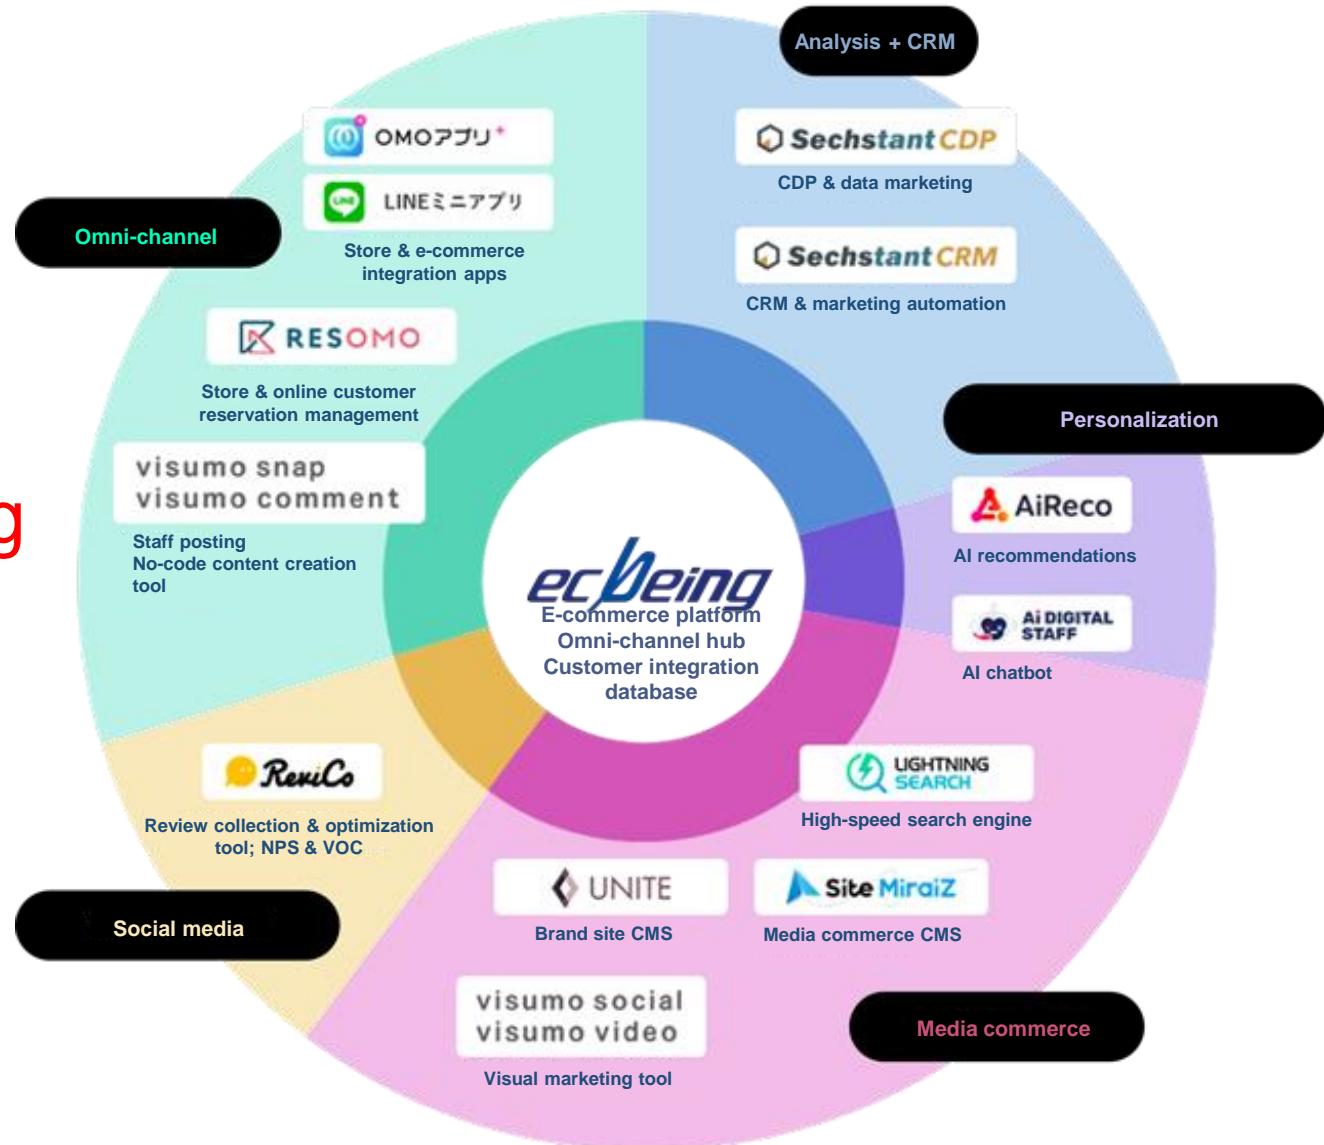 Analysis + CRM
OMOアプリ+
LINE
LINEミニアプリ
Store & e-commerce
integration apps
Sechstant CDP
CDP & data marketing
Sechstant CRM
CRM & marketing automation
Omni-channel
RESOMO
Store & online customer
reservation management
visumo snap
visumo comment
Staff posting
No-code content creation
tool
g
Personalization
AiReco
AI recommendations
Ai DIGITAL
STAFF
AI chatbot
ecbeing
E-commerce platform
Omni-channel hub
Customer integration
database
ReviCo
Review collection & optimization
tool; NPS & VOC
Social media
LIGHTNING
SEARCH
High-speed search engine
UNITE
Brand site CMS
Site MiraiZ
Media commerce CMS
visumo social
visumo video
Visual marketing tool
Media commerce